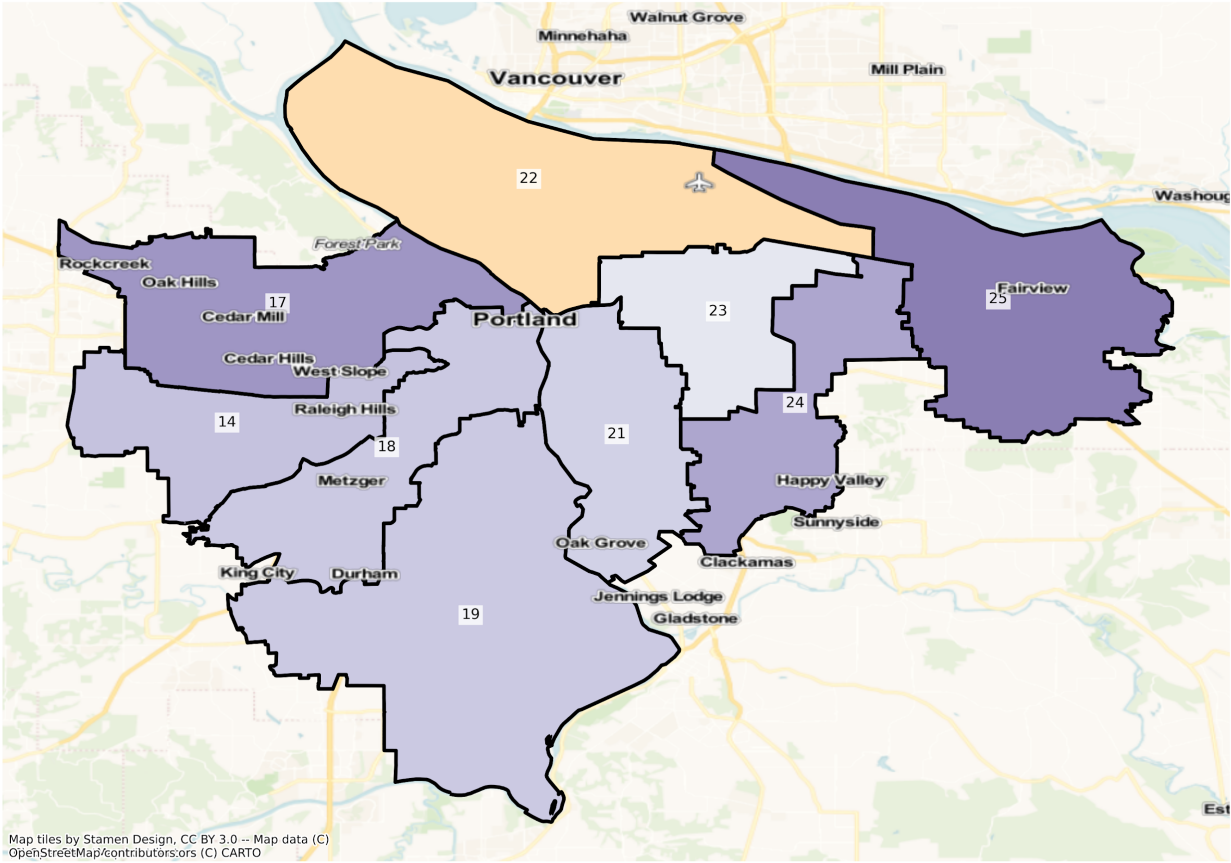 Walnut Grove
Minnehaha
Vancouver
Mill Plain
22
Washoug
Forest Park
Rockcreek
Oak Hills
17
Cedar Mill
Portland
23
Fairview
25
Cedar Hills
West Slope
Raleigh Hills
14
24
18
21
Metzger
Happy Valley
Sunnyside
Oak Grove
King City
Durham
Clackamas
Jennings Lodge
19
Gladstone
Est
Map tiles by Stamen Design, CC BY 3.0 -- Map data (C)
OpenStreetMap contributors.ors (C) CARTO